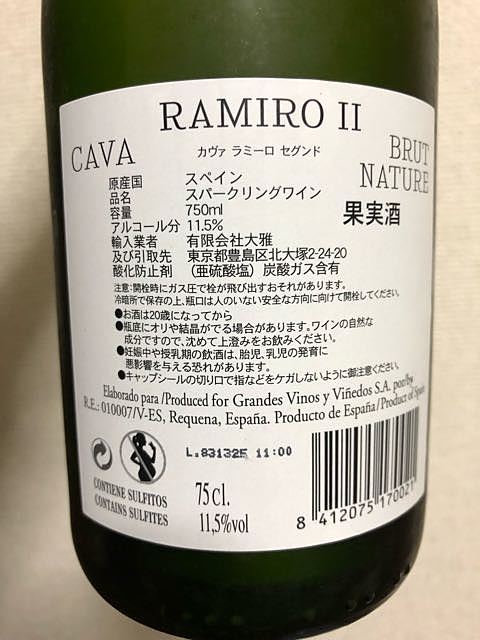 RAMIRO II
CAVA
BRUT
NATURE
カヴァ ラミーロ セグンド
原産国 スペイン
品名 スパークリングワイン
容量 750ml
アルコール分 11.5%
輸入業者 有限会社大雅
及び引取先 東京都豊島区北大塚2-24-20
酸化防止剤 (亜硫酸塩)炭酸ガス含有
果実酒
注意:開栓時にガス圧で栓が飛び出すおそれがあります。
冷暗所で保存の上、瓶口は人のいない安全な方向に向けて開栓してください。
●お酒は20歳になってから
●瓶底にオリや結晶がでる場合があります。ワインの自然な
成分ですので、沈めて上澄みをお飲みください。
●妊娠中や授乳期の飲酒は、胎児、乳児の発育に
悪影響を与える恐れがあります。
●キャップシールの切り口で指などをケガしないように御注意ください。
Elaborado para /Produced for Grandes Vinos y Viñedos S.A. por/by
R.E.: 010007/V-ES, Requena, España. Producto de España/Product of Spain
L.83132F 11:00
CONTIENE SULFITOS
CONTAINS SULFITES
75 cl.
11,5%vol
8 412075 170021